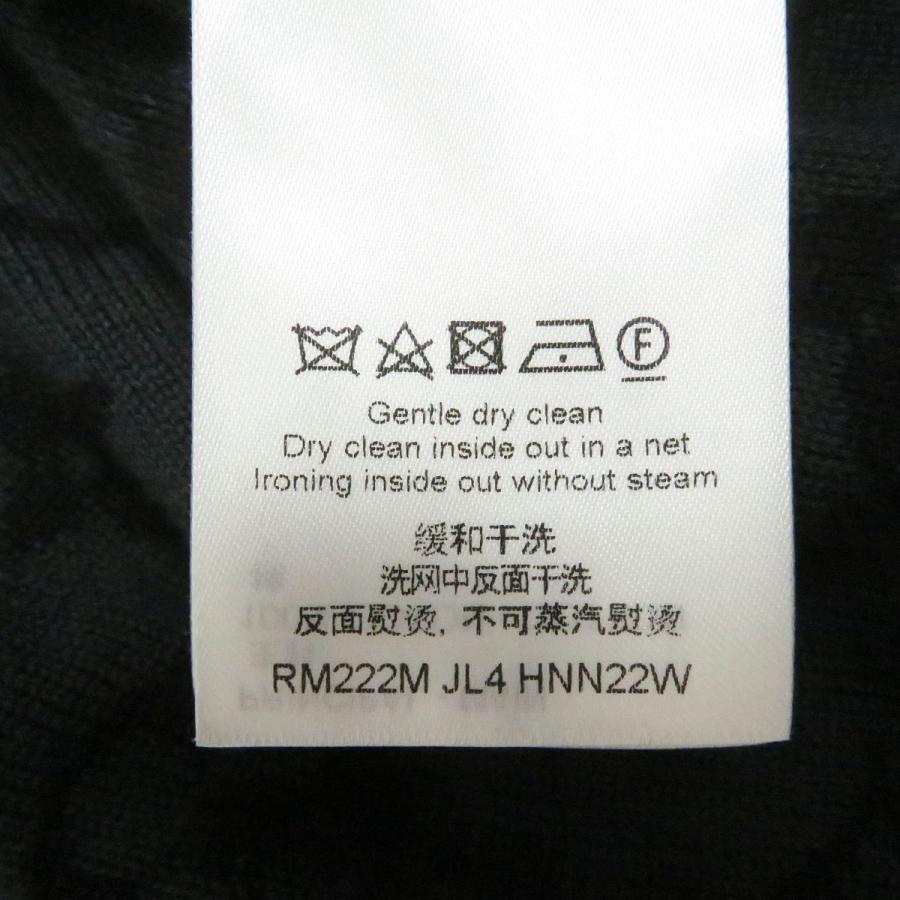 F
Gentle dry clean
Dry clean inside out in a net
Ironing inside out without steam
缓和干洗
洗网中反面干洗
反面熨烫, 不可蒸汽熨烫
RM222M JL4 HNN22W